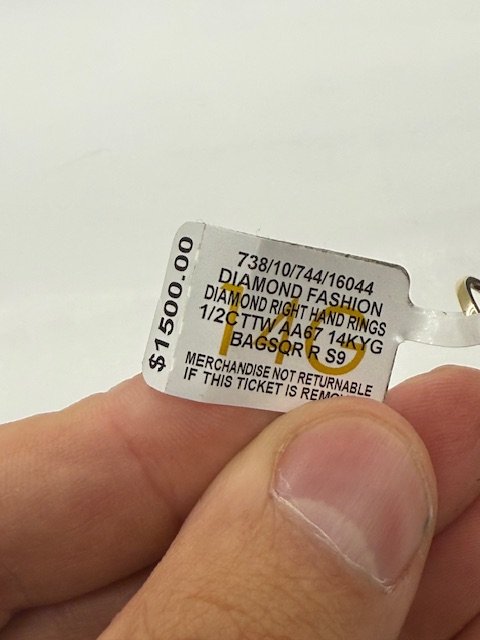 $1500.00
738/10/744/16044
DIAMOND FASHION
DIAMOND RIGHT HAND RINGS
1/2CTTW AA67 14KYG
BAGSQR R S9
MERCHANDISE NOT RETURNABLE
IF THIS TICKET IS